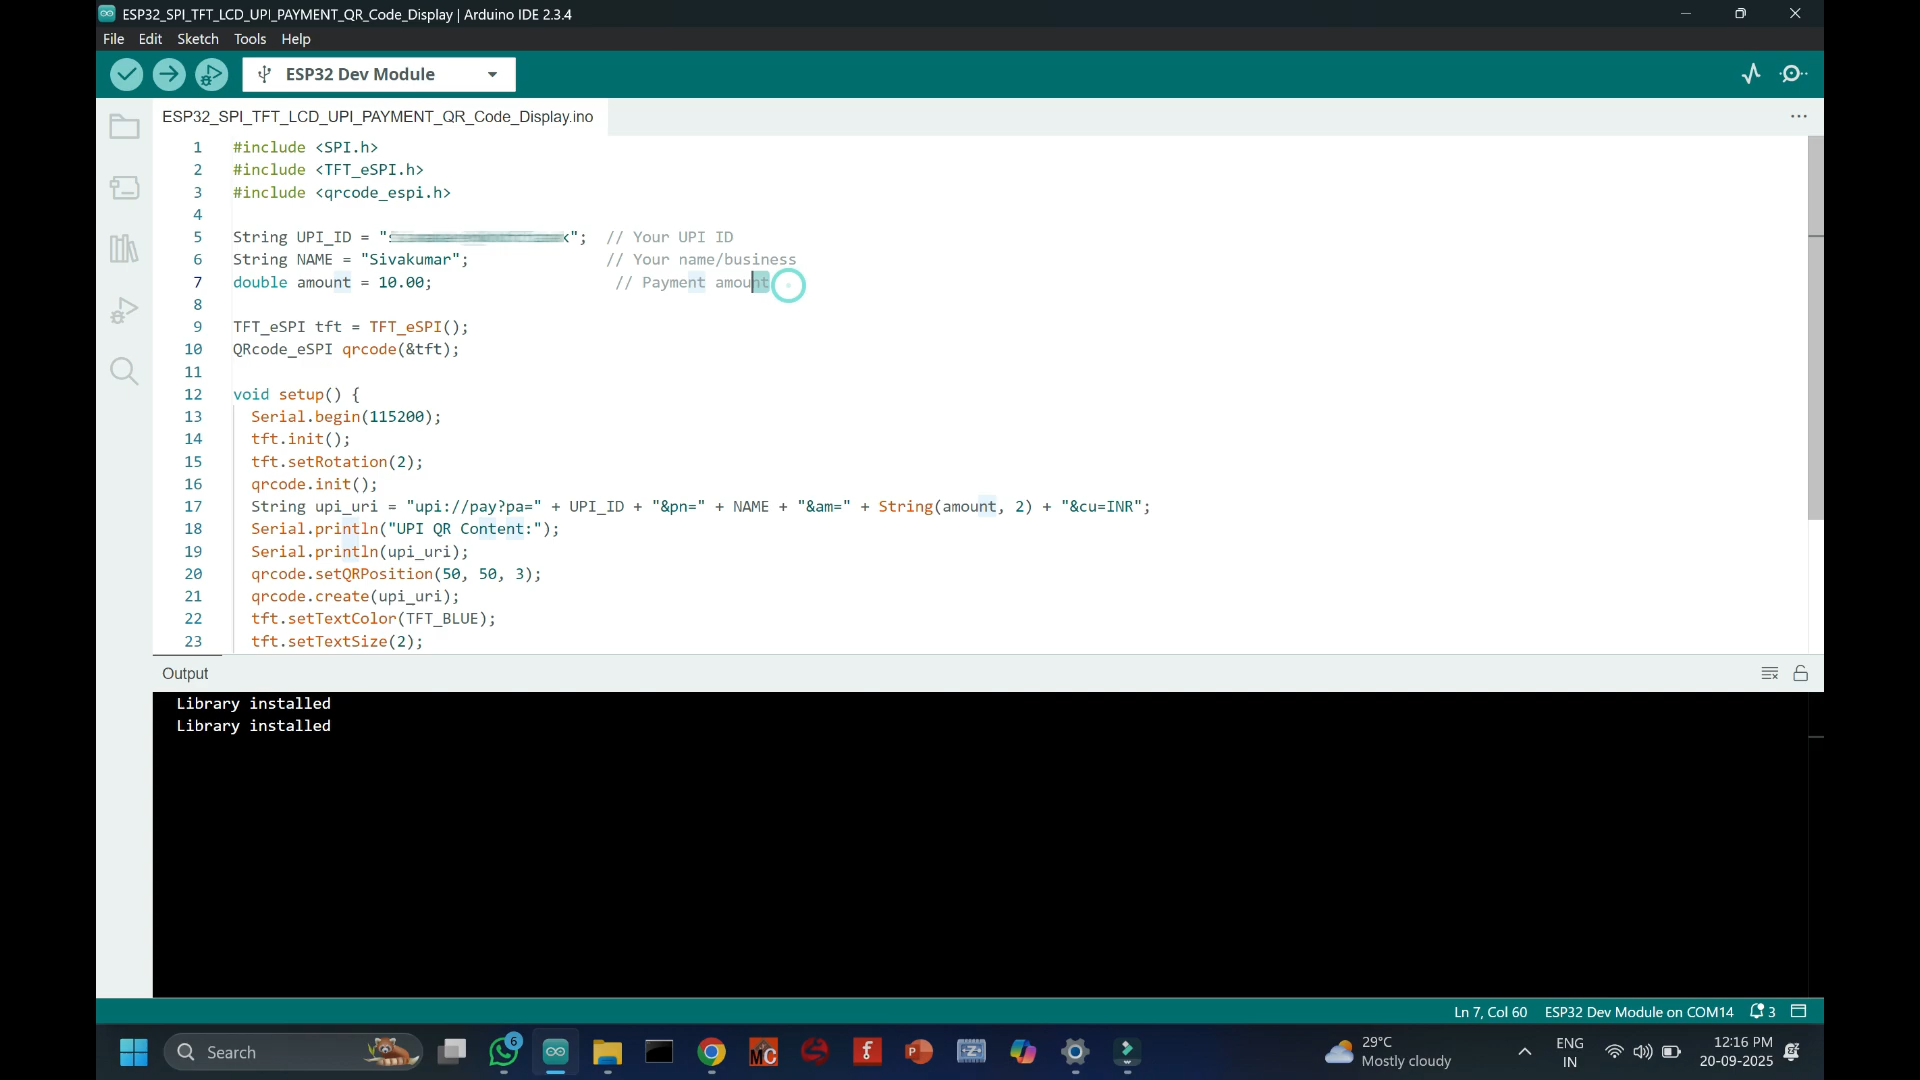 ESP32_SPI_TFT_LCD_UPI_PAYMENT_QR_Code_Display | Arduino IDE 2.3.4
File Edit Sketch Tools Help
ESP32 Dev Module
ESP32_SPI_TFT_LCD_UPI_PAYMENT_QR_Code_Display.ino
1 #include <SPI.h>
2 #include <TFT_eSPI.h>
3 #include <qrcode_espi.h>
4
5 String UPI_ID = " "; // Your UPI ID
6 String NAME = "Sivakumar"; // Your name/business
7 double amount = 10.00; // Payment amount
8
9 TFT_eSPI tft = TFT_eSPI();
10 QRcode_eSPI qrcode(&tft);
11
12 void setup() {
13 Serial.begin(115200);
14 tft.init();
15 tft.setRotation(2);
16 qrcode.init();
17 String upi_uri = "upi://pay?pa=" + UPI_ID + "&pn=" + NAME + "&am=" + String(amount, 2) + "&cu=INR";
18 Serial.println("UPI QR Content:");
19 Serial.println(upi_uri);
20 qrcode.setQRPosition(50, 50, 3);
21 qrcode.create(upi_uri);
22 tft.setTextColor(TFT_BLUE);
23 tft.setTextSize(2);
Output
Library installed
Library installed
Ln 7, Col 60 ESP32 Dev Module on COM14 3
Search
6
MC
f
P
29°C
Mostly cloudy
ENG
IN
12:16 PM
20-09-2025